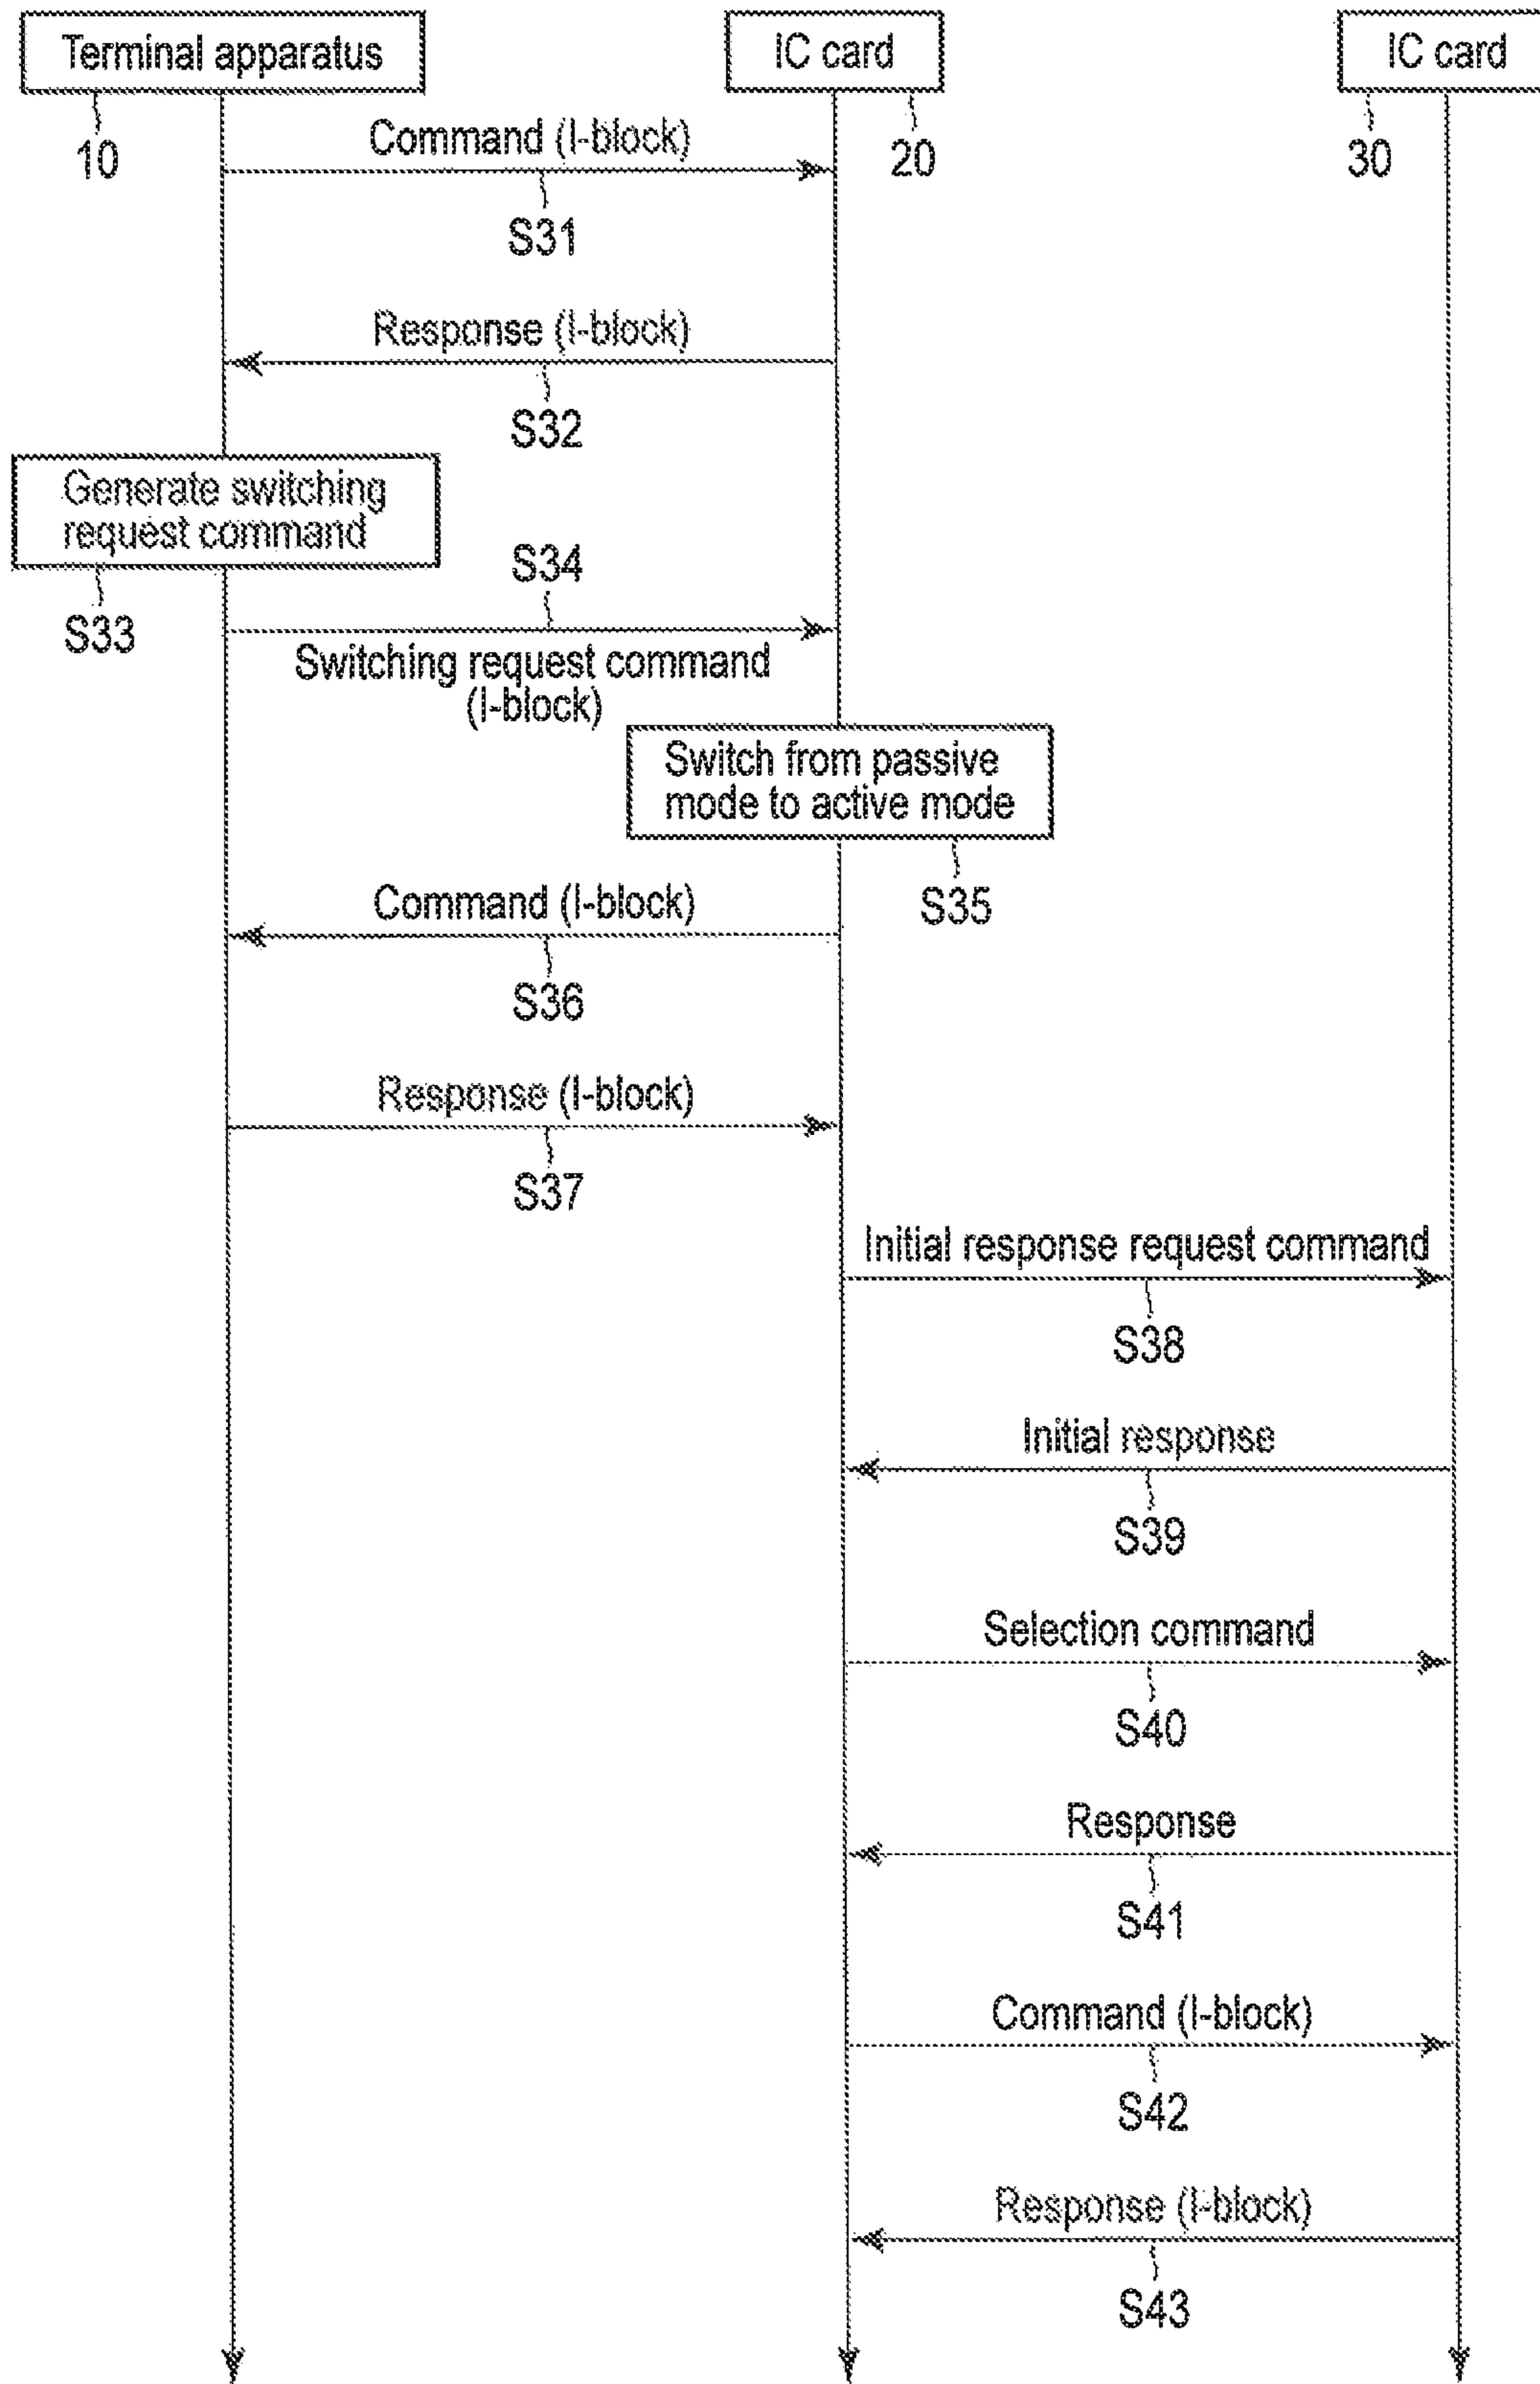 Terminal apparatus
IC card
IC card
10
20
30
Command (I-block)
S31
Response (I-block)
S32
Generate switching
request command
S33
S34
Switching request command
(I-block)
Switch from passive
mode to active mode
S35
Command (I-block)
S36
Response (I-block)
S37
Initial response request command
S38
Initial response
S39
Selection command
S40
Response
S41
Command (I-block)
S42
Response (I-block)
S43